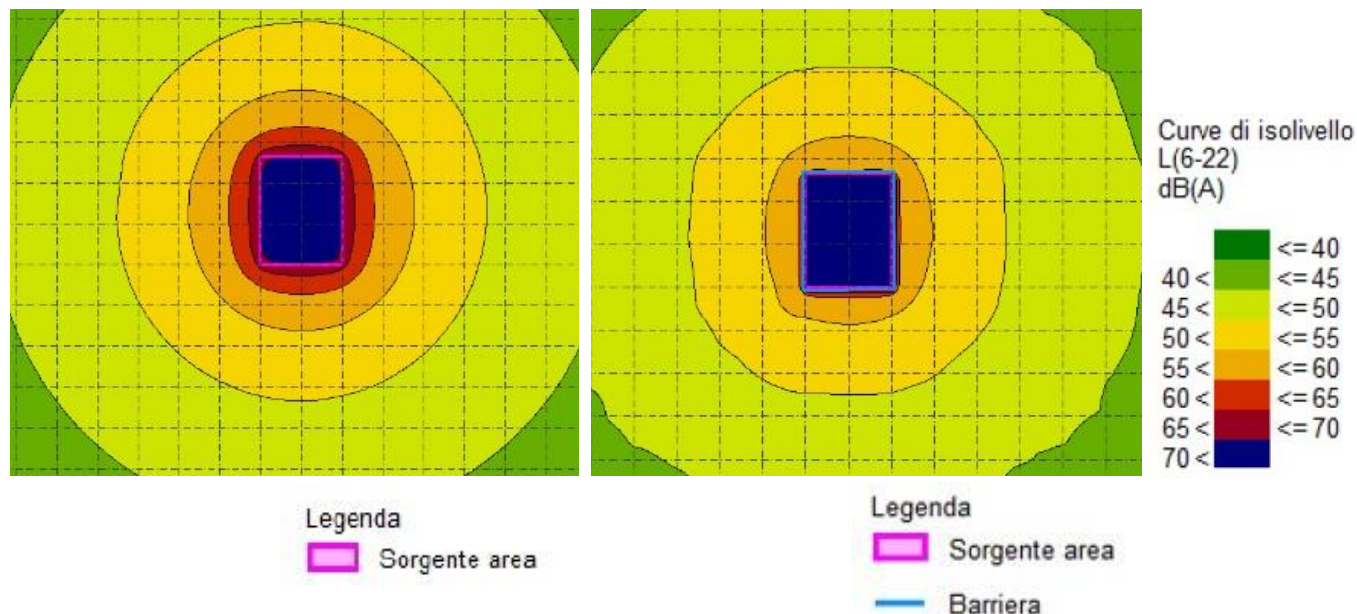 Curve di isolivello
L(6-22)
dB(A)
<= 40
40 < <= 45
45 < <= 50
50 < <= 55
55 < <= 60
60 < <= 65
65 < <= 70
70 <
Legenda
Sorgente area
Legenda
Sorgente area
Barriera